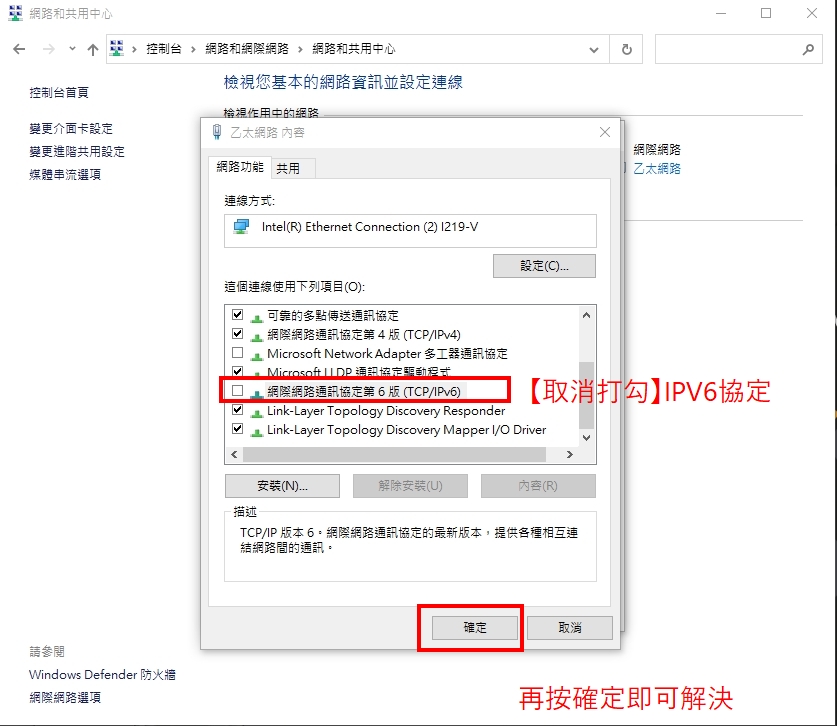 網路和共用中心
控制台 › 網路和網際網路 › 網路和共用中心
控制台首頁
變更介面卡設定
變更進階共用設定
媒體串流選項
檢視您基本的網路資訊並設定連線
檢視作用中的網路
網際網路
乙太網路
乙太網路 內容
網路功能
共用
連線方式:
Intel(R) Ethernet Connection (2) I219-V
設定(C)...
這個連線使用下列項目(O):
可靠的多點傳送通訊協定
網際網路通訊協定第 4 版 (TCP/IPv4)
Microsoft Network Adapter 多工器通訊協定
Microsoft LLDP 通訊協定驅動程式
網際網路通訊協定第 6 版 (TCP/IPv6)
【取消打勾】IPV6協定
Link-Layer Topology Discovery Responder
Link-Layer Topology Discovery Mapper I/O Driver
安裝(N)...
解除安裝(U)
內容(R)
描述
TCP/IP 版本 6。網際網路通訊協定的最新版本，提供各種相互連
結網路間的通訊。
確定
取消
再按確定即可解決
請參閱
Windows Defender 防火牆
網際網路選項